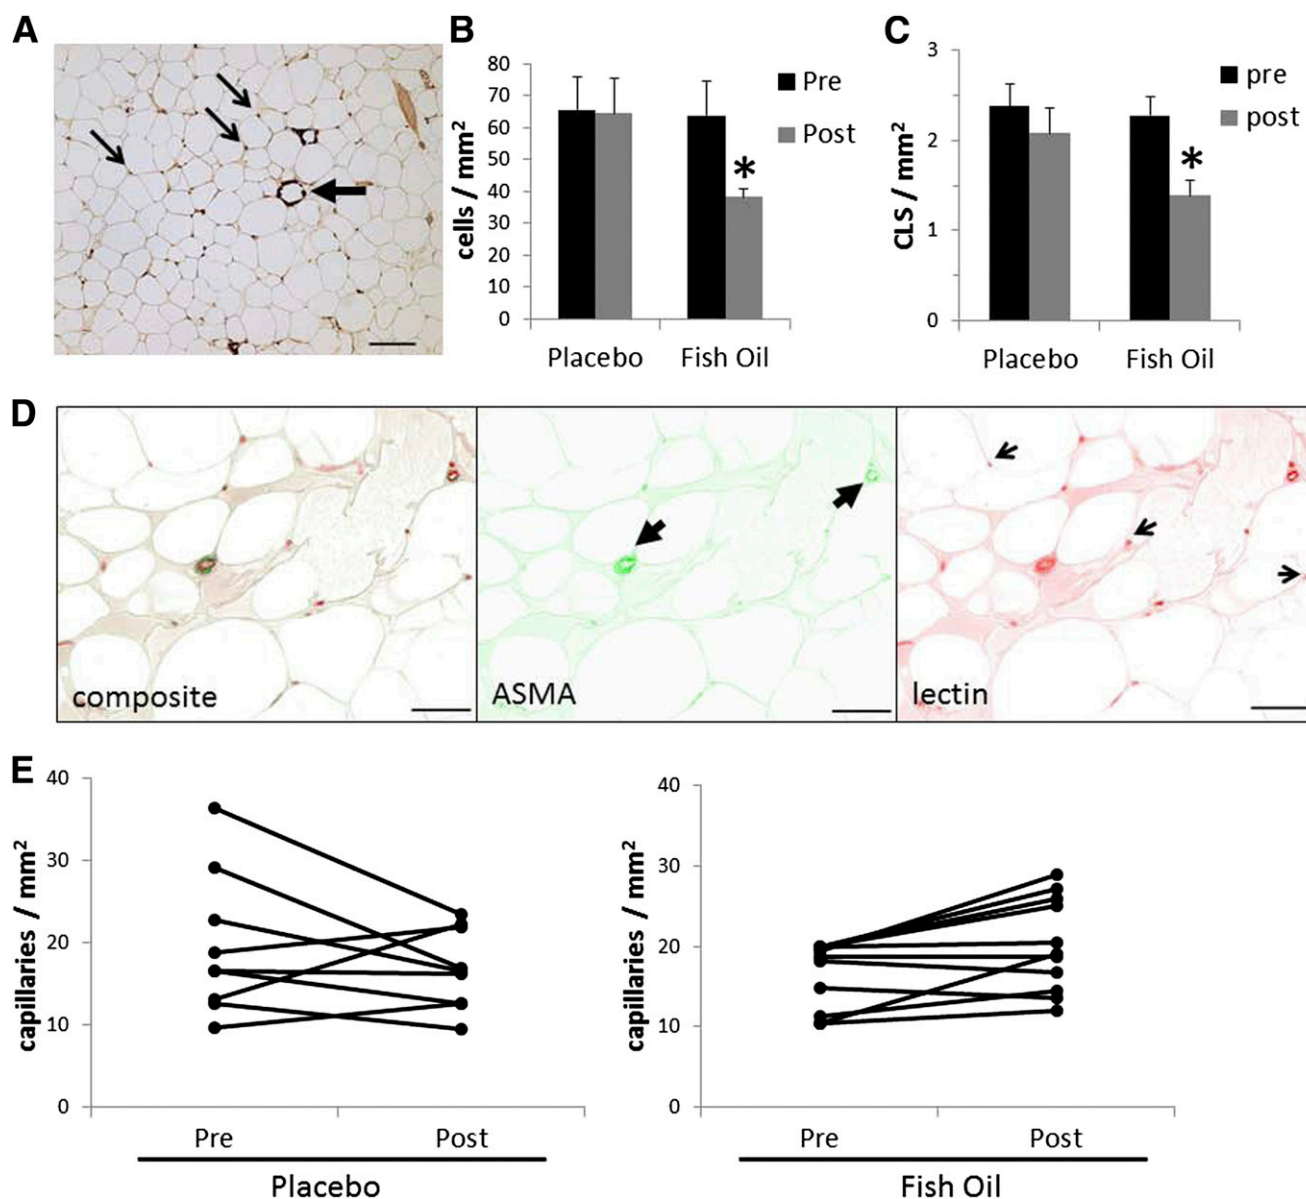 A
B
cells / mm2
80
70
60
50
40
30
20
10
0
Pre
Post
*
Placebo
Fish Oil
C
CLS / mm2
3
2
1
0
pre
post
*
Placebo
Fish Oil
D
composite
ASMA
lectin
E
capillaries / mm2
40
30
20
10
0
Pre
Post
Placebo
capillaries / mm2
40
30
20
10
0
Pre
Post
Fish Oil